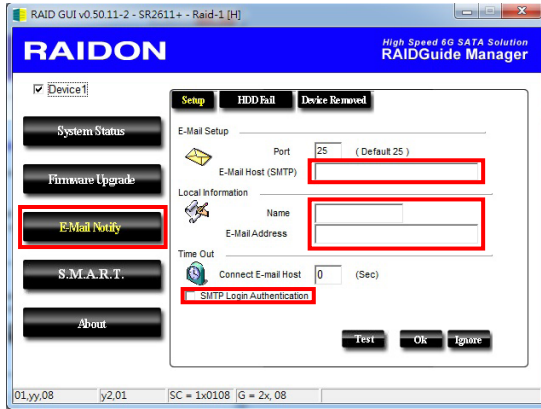 RAID GUI v0.50.11-2 - SR2611+ - Raid-1 [H]
RAIDON
High Speed 6G SATA Solution
RAIDGuide Manager
Device1
Setup HDD Fail Device Removed
System Status
E-Mail Setup
Port 25 ( Default 25 )
E-Mail Host (SMTP)
Firmware Upgrade
Local Information
Name
E-Mail Notify
E-Mail Address
Time Out
Connect E-mail Host 0 (Sec)
S.M.A.R.T.
SMTP Login Authentication
About
Test Ok Ignore
01,yy,08 y2,01 SC = 1x0108 G = 2x, 08